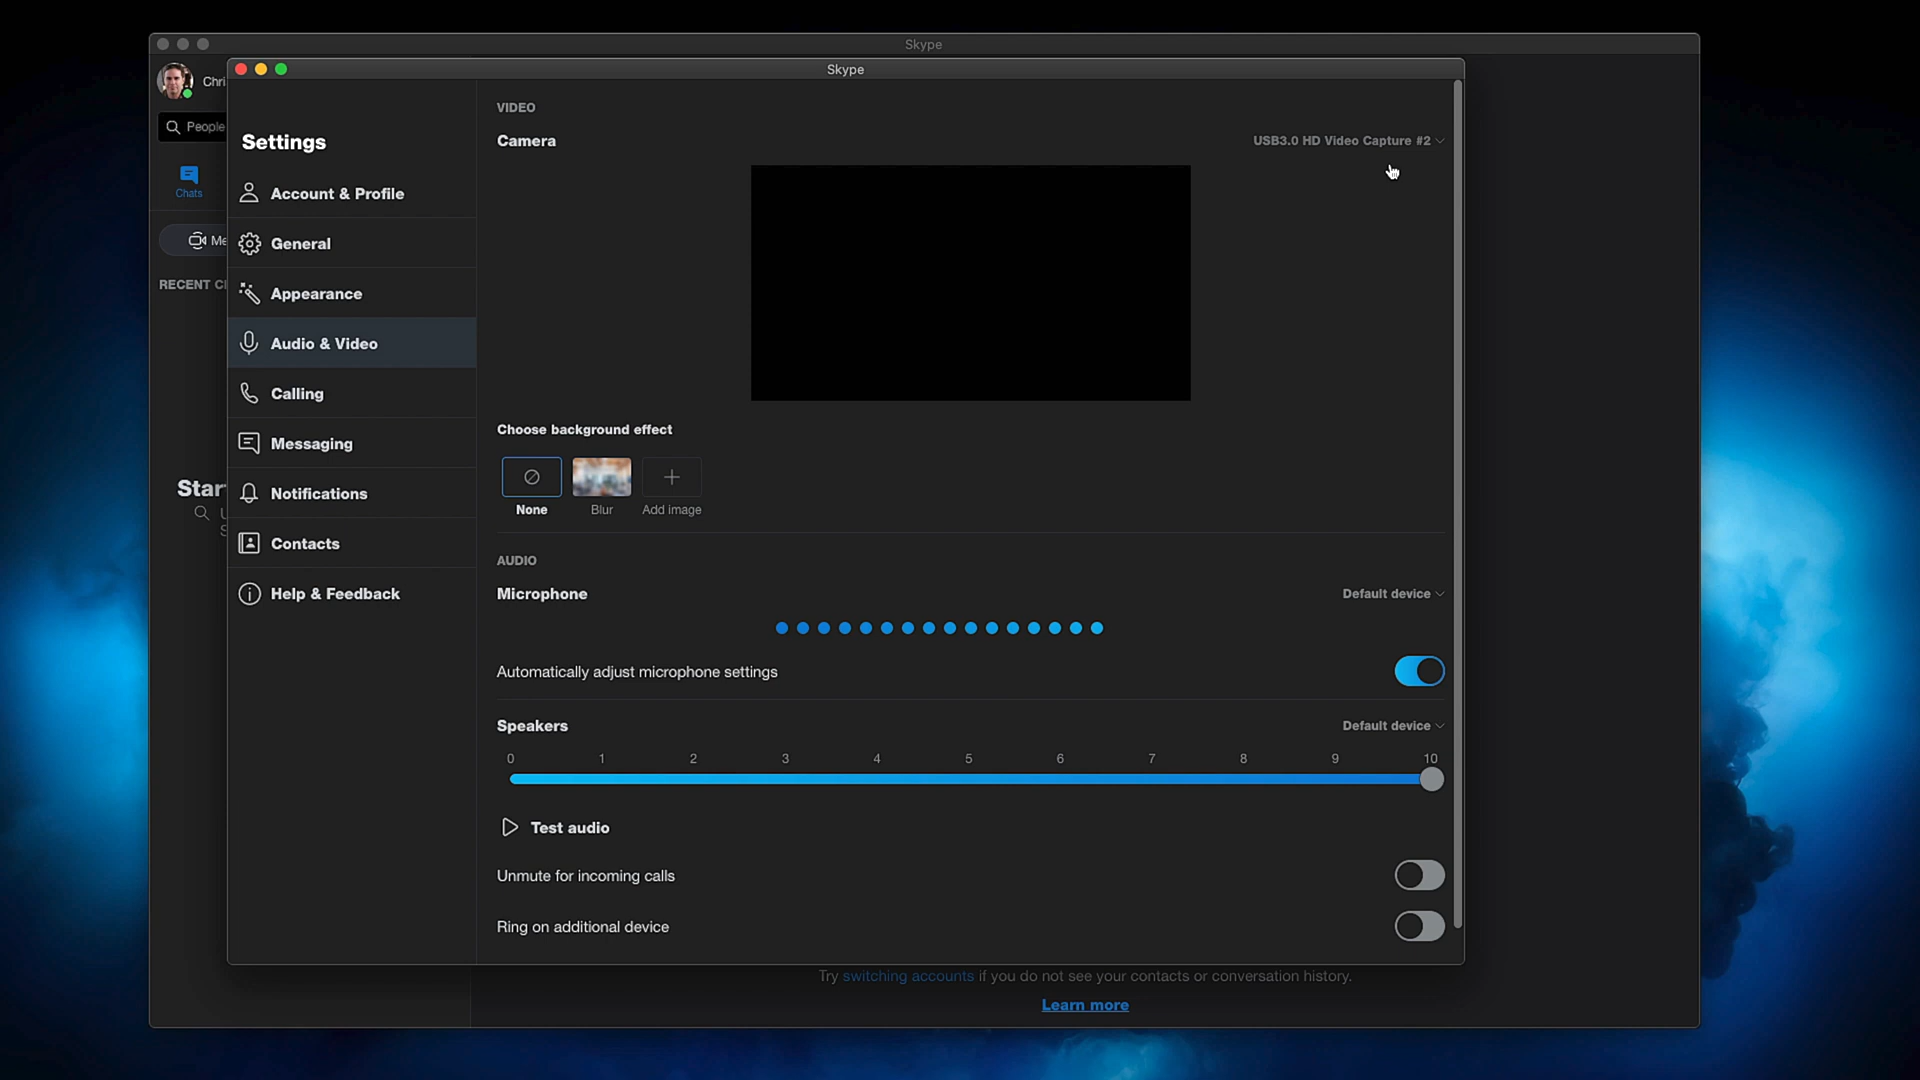 Skype
Chri
People
Chats
Me
RECENT C
Star
Skype
Settings
Account & Profile
General
Appearance
Audio & Video
Calling
Messaging
Notifications
Contacts
Help & Feedback
VIDEO
Camera
USB3.0 HD Video Capture #2
Choose background effect
None
Blur
Add image
AUDIO
Microphone
Default device
Automatically adjust microphone settings
Speakers
Default device
0 1 2 3 4 5 6 7 8 9 10
Test audio
Unmute for incoming calls
Ring on additional device
Try switching accounts if you do not see your contacts or conversation history.
Learn more